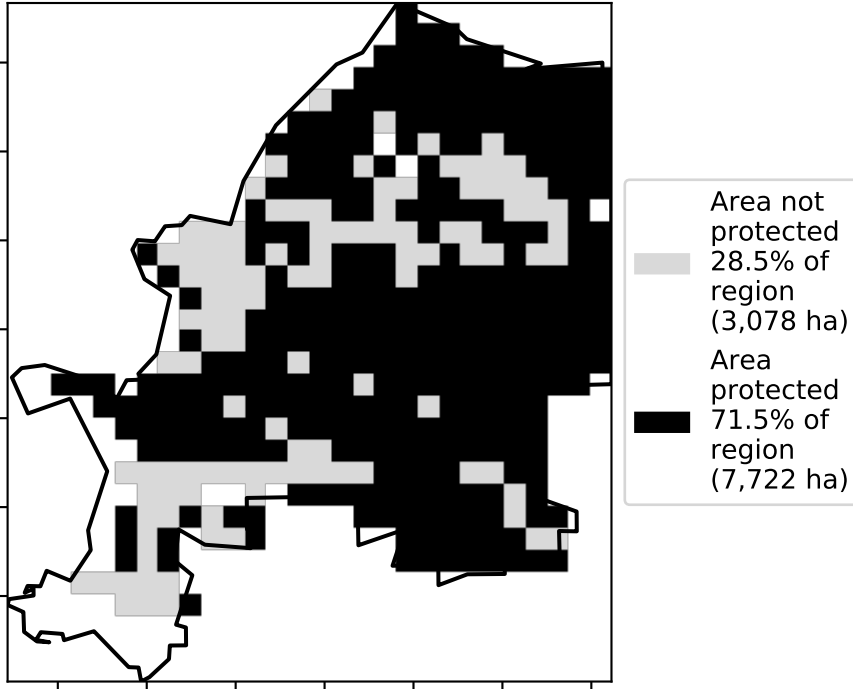 Area not
protected
28.5% of
region
(3,078 ha)
Area
protected
71.5% of
region
(7,722 ha)